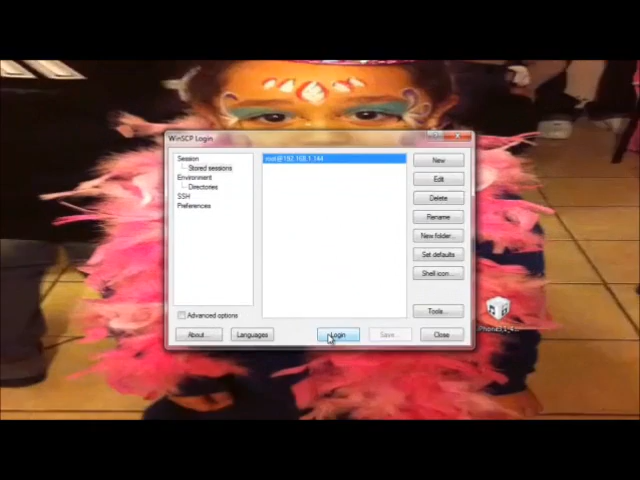 WinSCP Login
Session
Stored sessions
Environment
Directories
SSH
Preferences
root@192.168.1.144
New
Edit
Delete
Rename
New folder...
Set defaults
Shell icon...
Tools...
Advanced options
About...
Languages
Login
Save...
Close